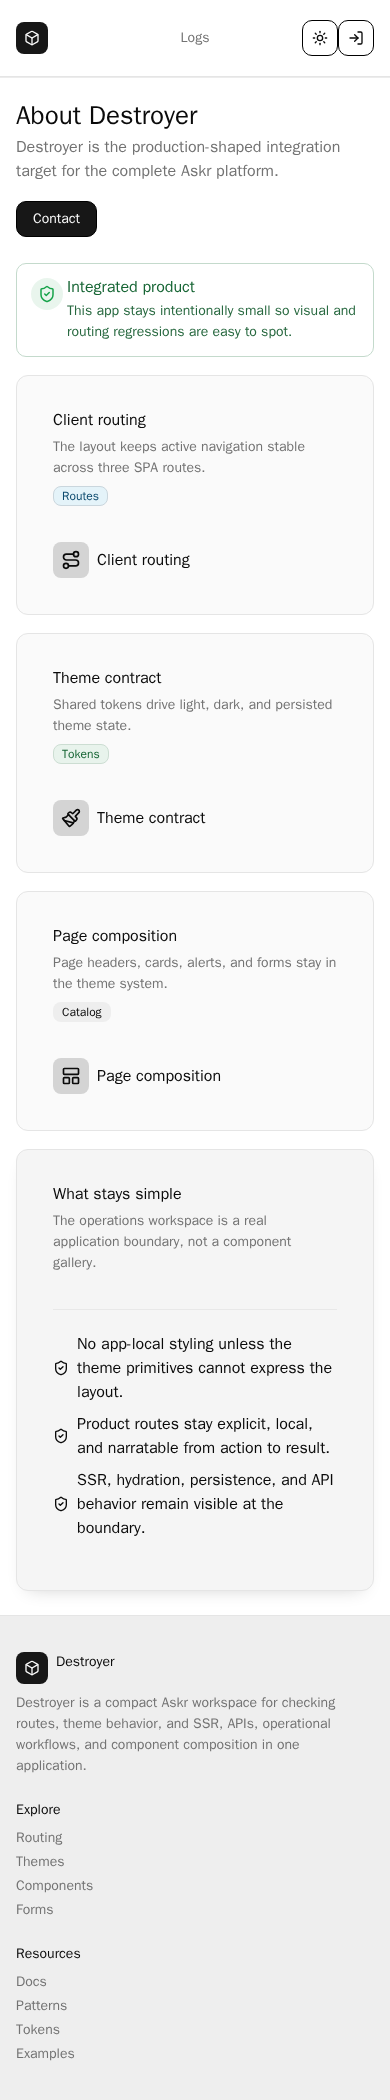 Logs
About Destroyer
Destroyer is the production-shaped integration
target for the complete Askr platform.
Contact
Integrated product
This app stays intentionally small so visual and
routing regressions are easy to spot.
Client routing
The layout keeps active navigation stable
across three SPA routes.
Routes
Client routing
Theme contract
Shared tokens drive light, dark, and persisted
theme state.
Tokens
Theme contract
Page composition
Page headers, cards, alerts, and forms stay in
the theme system.
Catalog
Page composition
What stays simple
The operations workspace is a real
application boundary, not a component
gallery.
No app-local styling unless the
theme primitives cannot express the
layout.
Product routes stay explicit, local,
and narratable from action to result.
SSR, hydration, persistence, and API
behavior remain visible at the
boundary.
Destroyer
Destroyer is a compact Askr workspace for checking
routes, theme behavior, and SSR, APIs, operational
workflows, and component composition in one
application.
Explore
Routing
Themes
Components
Forms
Resources
Docs
Patterns
Tokens
Examples